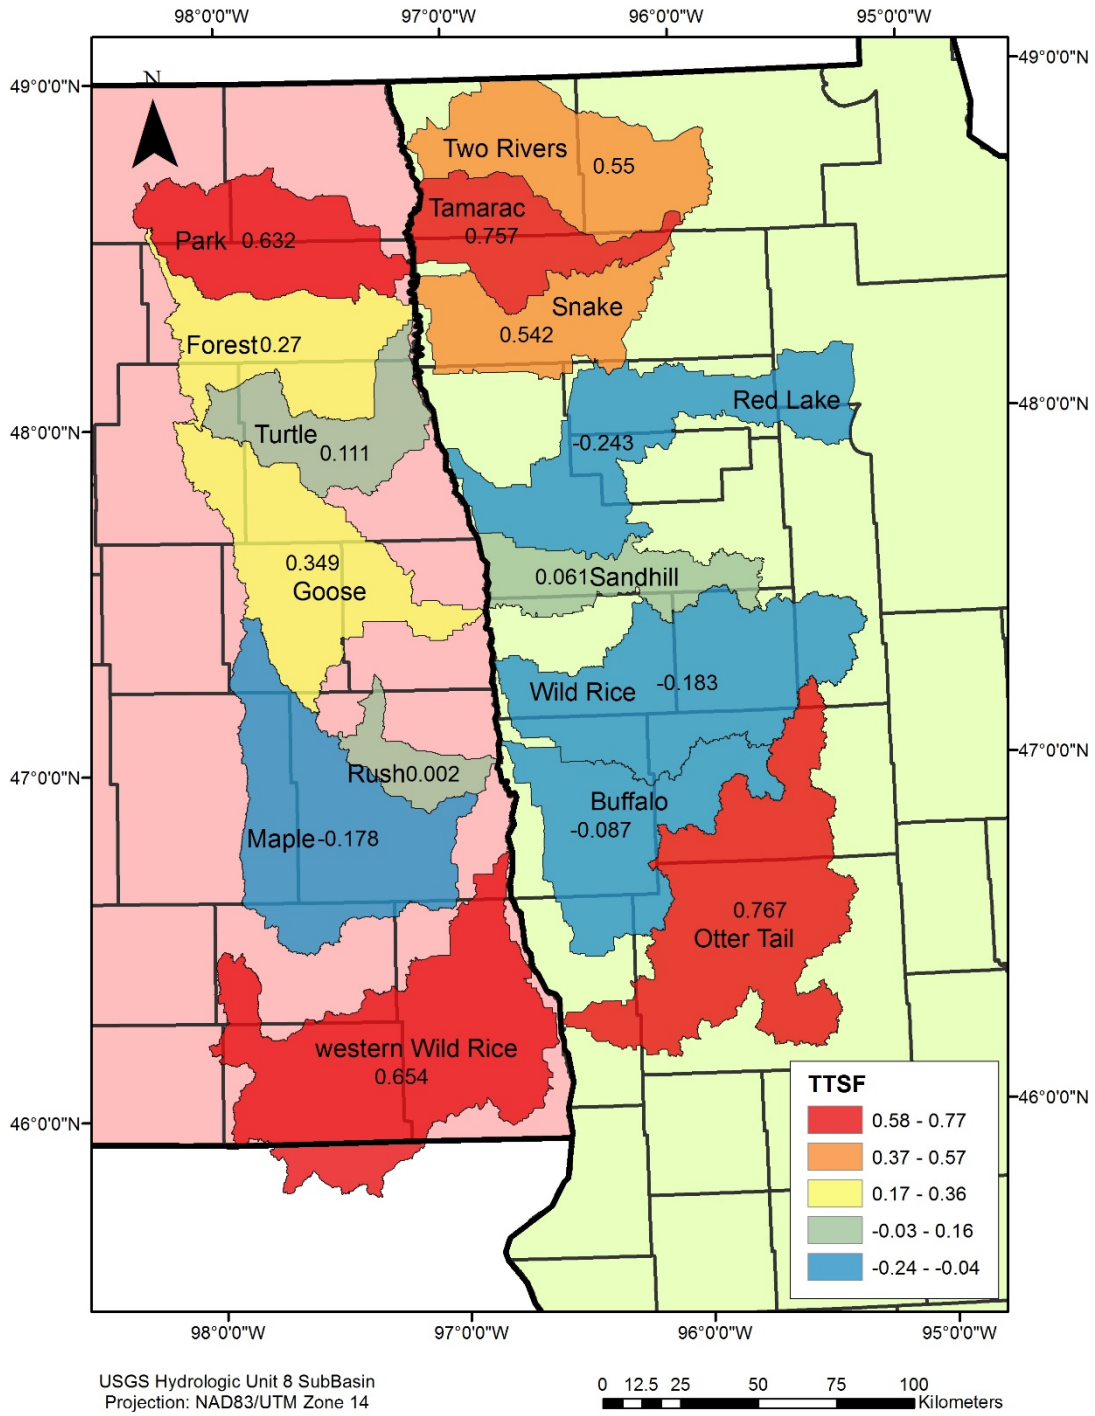 98°0'0"W 97°0'0"W 96°0'0"W 95°0'0"W
49°0'0"N
49°0'0"N
N
Two Rivers
0.55
Tamarac
0.757
Park 0.632
Snake
0.542
Forest 0.27
Red Lake
-0.243
48°0'0"N
48°0'0"N
Turtle
0.111
0.349
Goose
0.061 Sandhill
Wild Rice -0.183
47°0'0"N
47°0'0"N
Rush 0.002
Buffalo
-0.087
Maple -0.178
0.767
Otter Tail
western Wild Rice
0.654
46°0'0"N
46°0'0"N
TTSF
0.58 - 0.77
0.37 - 0.57
0.17 - 0.36
-0.03 - 0.16
-0.24 - -0.04
98°0'0"W 97°0'0"W 96°0'0"W 95°0'0"W
USGS Hydrologic Unit 8 SubBasin
Projection: NAD83/UTM Zone 14
0 12.5 25 50 75 100
Kilometers